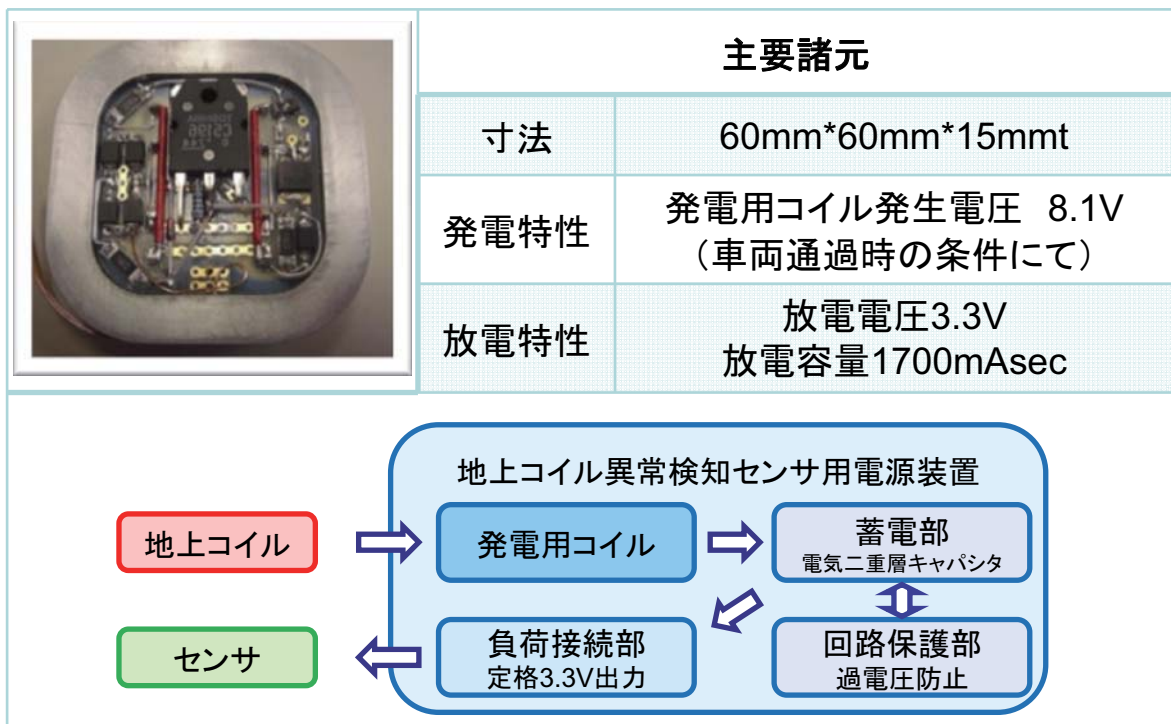 主要諸元
寸法
60mm*60mm*15mmt
発電特性
発電用コイル発生電圧 8.1V
(車両通過時の条件にて)
放電特性
放電電圧3.3V
放電容量1700mAsec
地上コイル異常検知センサ用電源装置
地上コイル
発電用コイル
蓄電部
電気二重層キャパシタ
センサ
負荷接続部
定格3.3V出力
回路保護部
過電圧防止